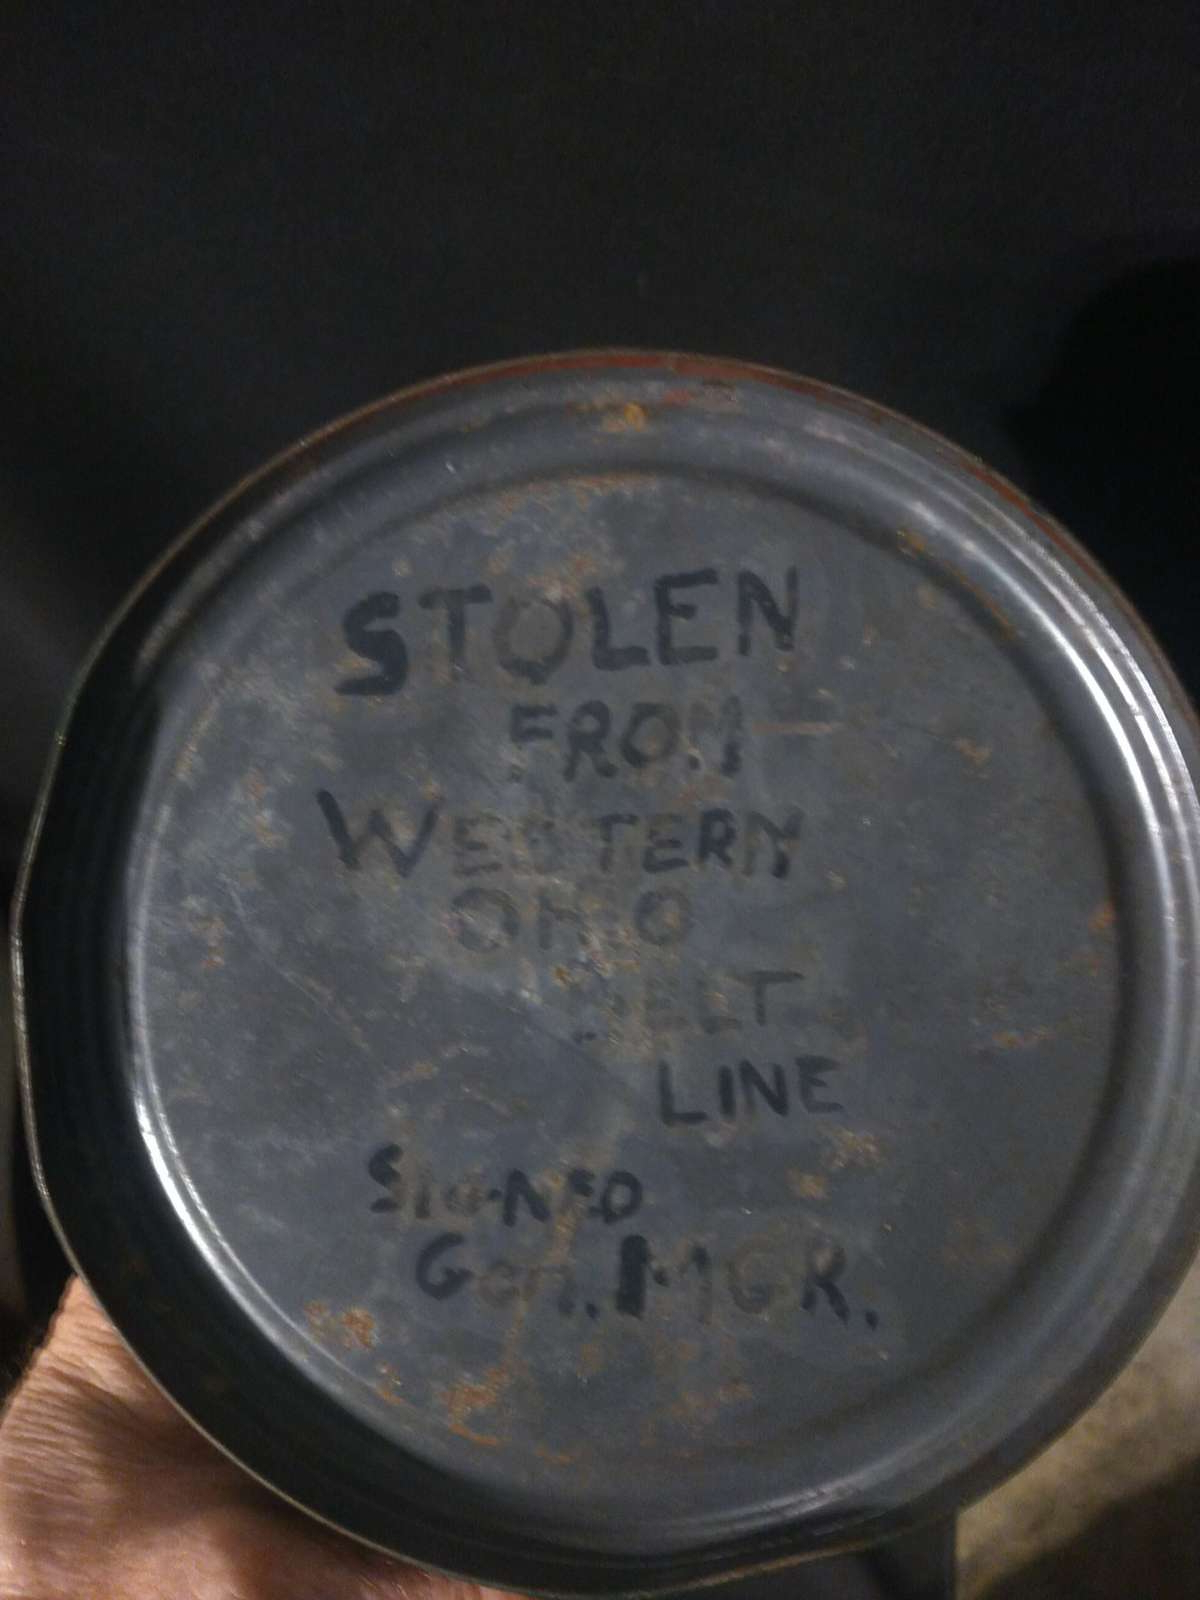 STOLEN
FROM
WESTERN
OHIO
BELT
LINE
SIGNED
Gen. MGR.